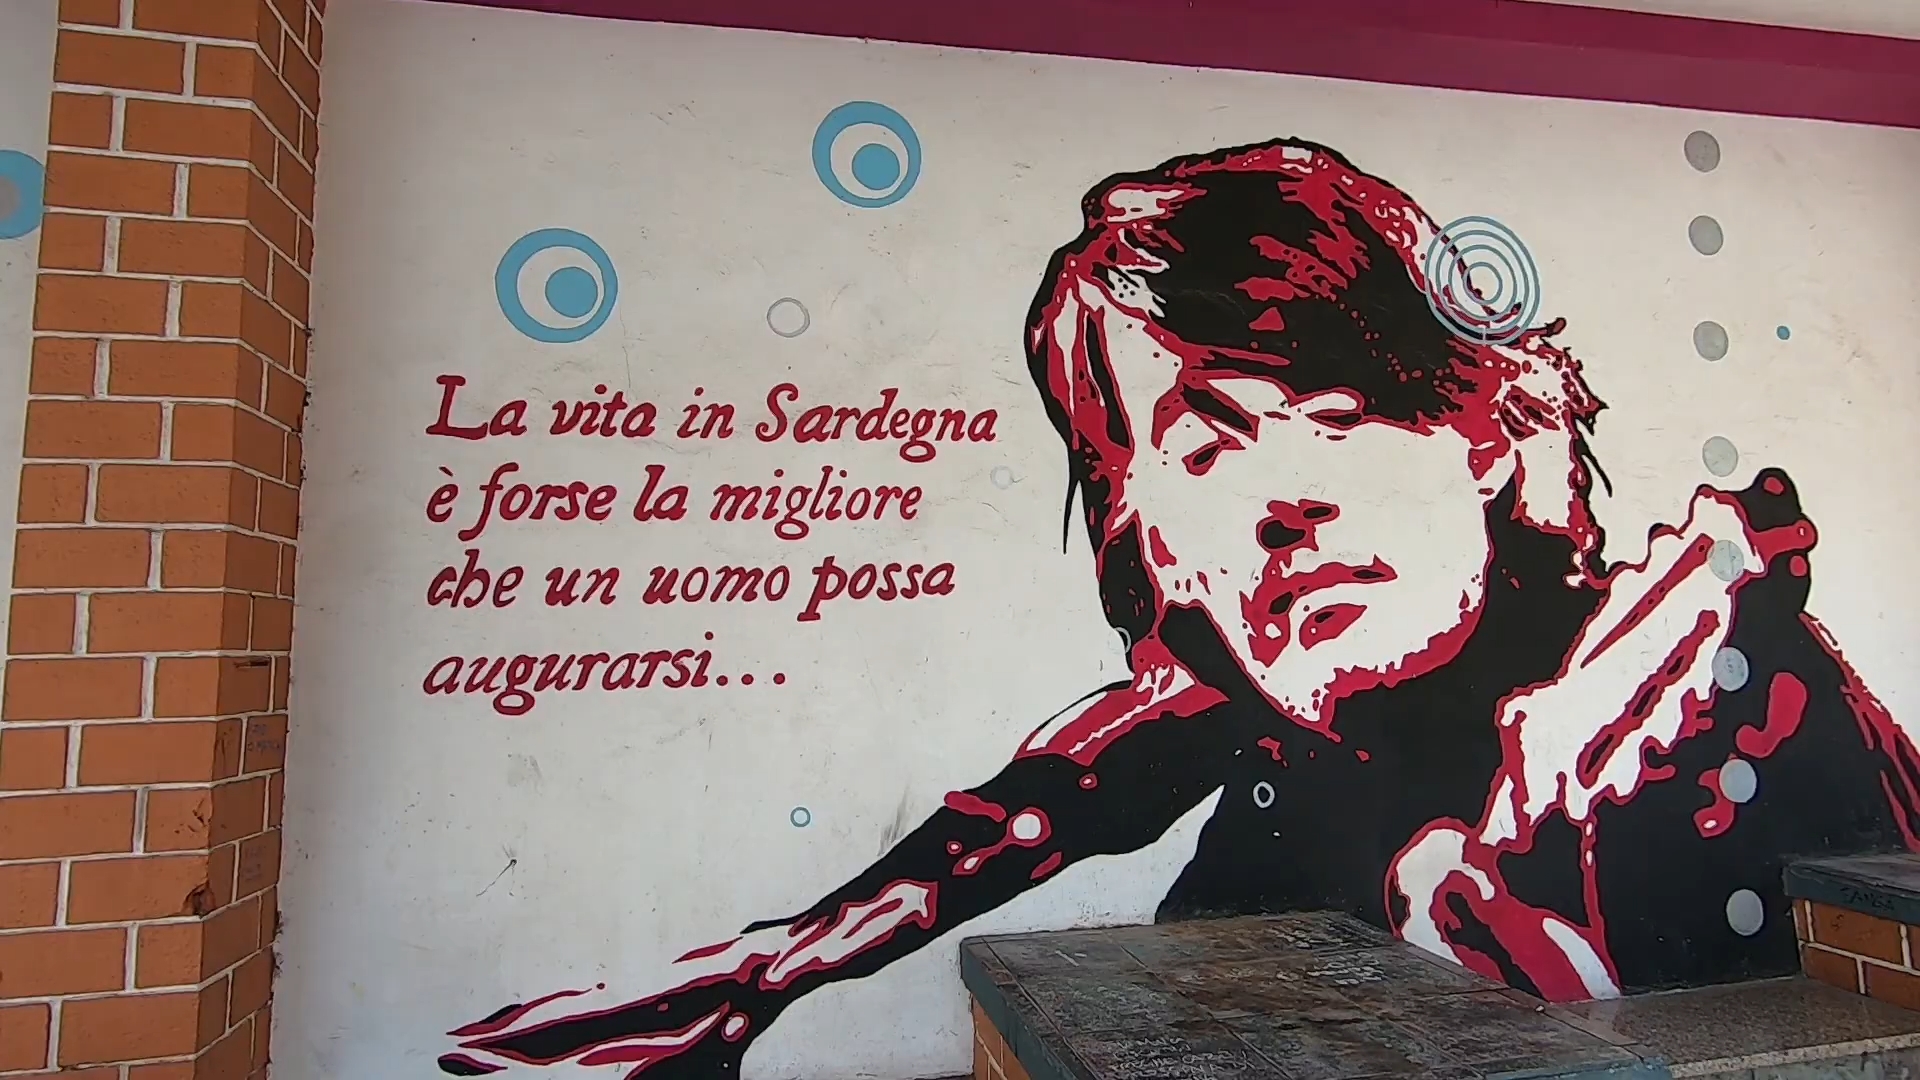 La vita in Sardegna
è forse la migliore
che un uomo possa
augurarsi...